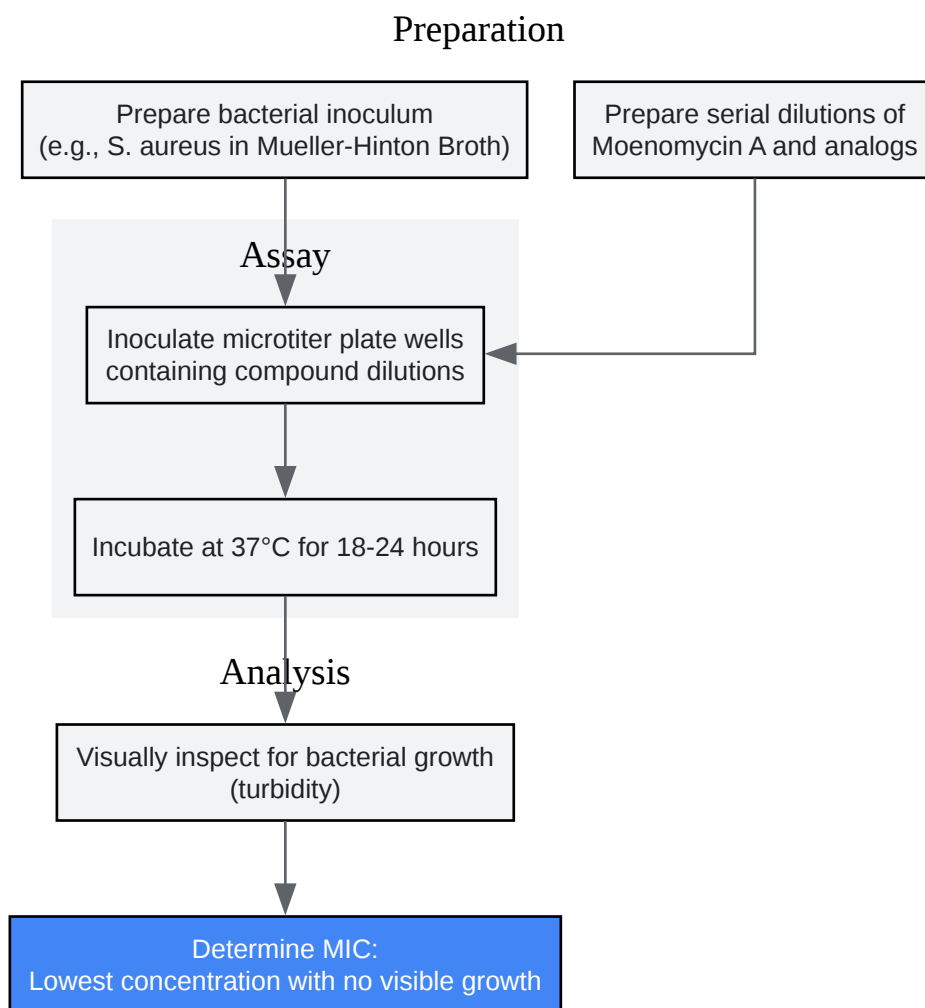 Preparation
Prepare bacterial inoculum
(e.g., S. aureus in Mueller-Hinton Broth)
Prepare serial dilutions of
Moenomycin A and analogs
Assay
Inoculate microtiter plate wells
containing compound dilutions
Incubate at 37°C for 18-24 hours
Analysis
Visually inspect for bacterial growth
(turbidity)
Determine MIC:
Lowest concentration with no visible growth